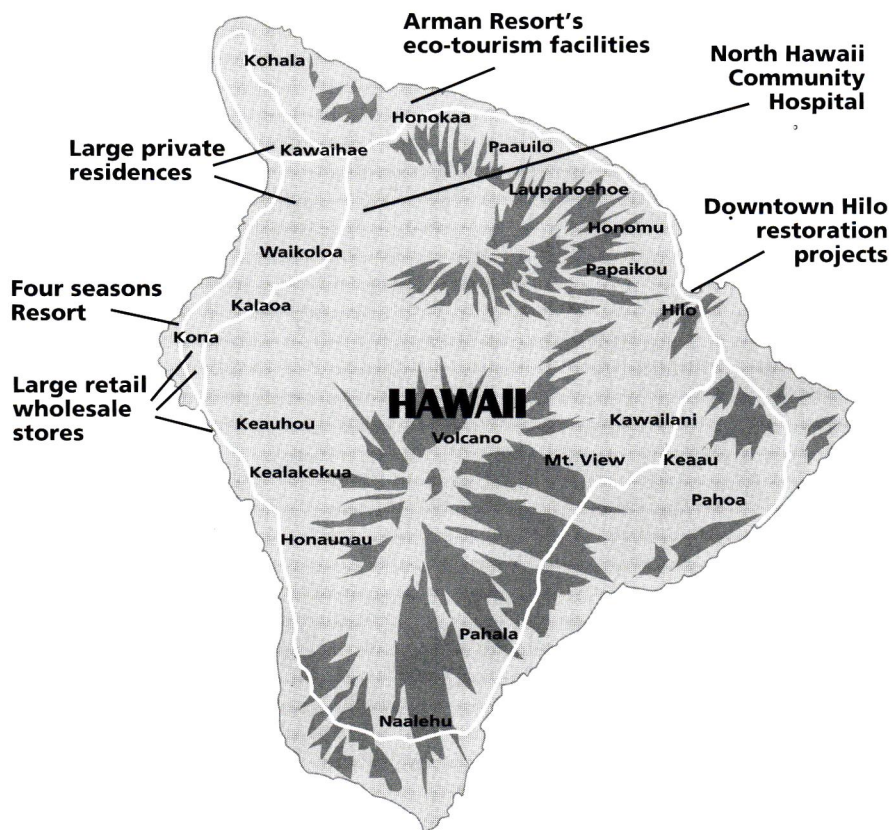 Arman Resort's
eco-tourism facilities
North Hawaii
Community
Hospital
Kohala
Honokaa
Large private
residences
Kawaihae
Paauilo
Laupahoehoe
Downtown Hilo
restoration
projects
Honomu
Waikoloa
Papaikou
Four seasons
Resort
Kalaoa
Hilo
Kona
Large retail
wholesale
stores
HAWAII
Keauhou
Volcano
Kawailani
Kealakekua
Mt. View
Keaau
Pahoa
Honaunau
Pahala
Naalehu